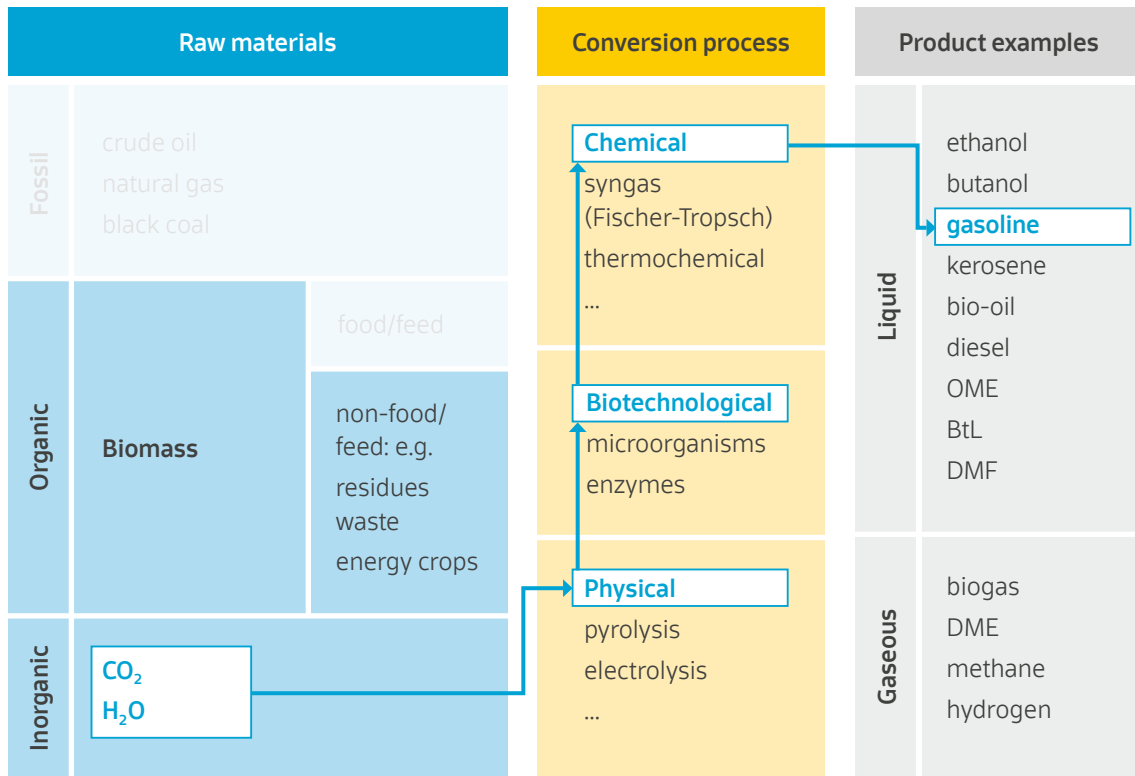 Raw materials
Conversion process
Product examples
Fossil
crude oil
natural gas
black coal
Organic
Biomass
food/feed
non-food/
feed: e.g.
residues
waste
energy crops
Inorganic
CO₂
H₂O
Chemical
syngas
(Fischer-Tropsch)
thermochemical
...
Biotechnological
microorganisms
enzymes
Physical
pyrolysis
electrolysis
...
Liquid
ethanol
butanol
gasoline
kerosene
bio-oil
diesel
OME
BtL
DMF
Gaseous
biogas
DME
methane
hydrogen